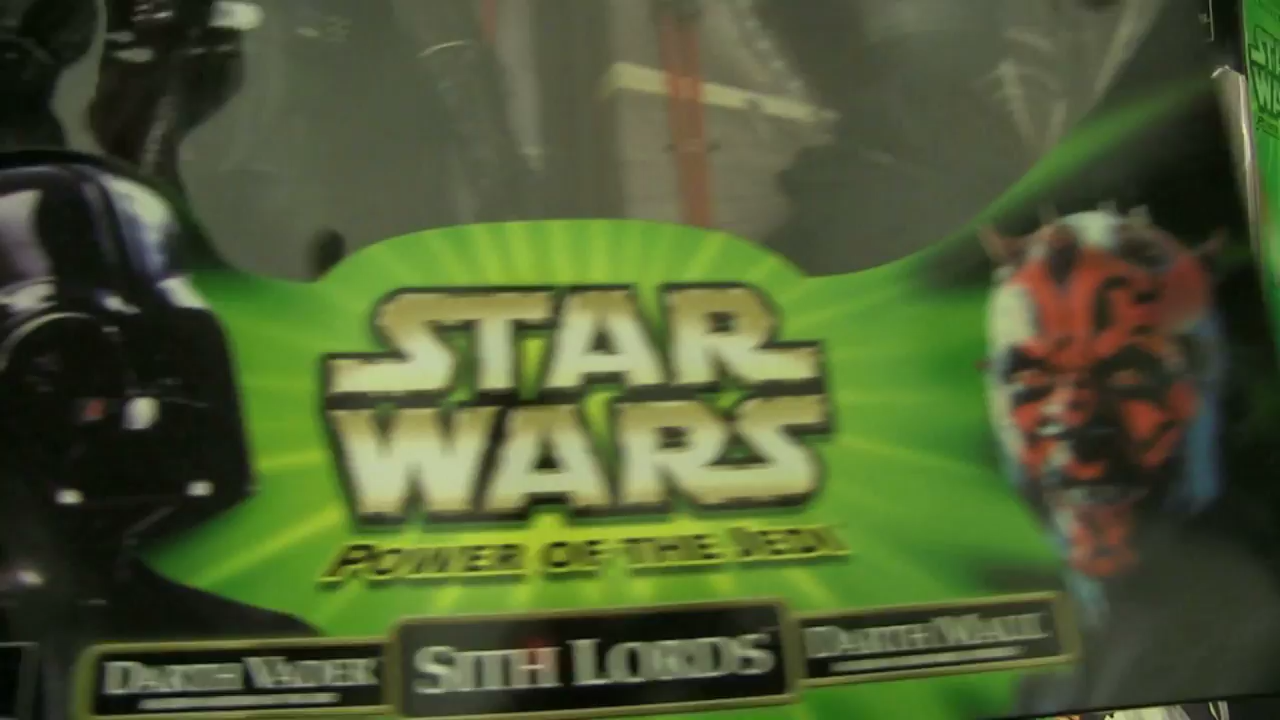 STAR
WARS
POWER OF THE JEDI
DARTH VADER
SITH LORDS
DARTH MAUL